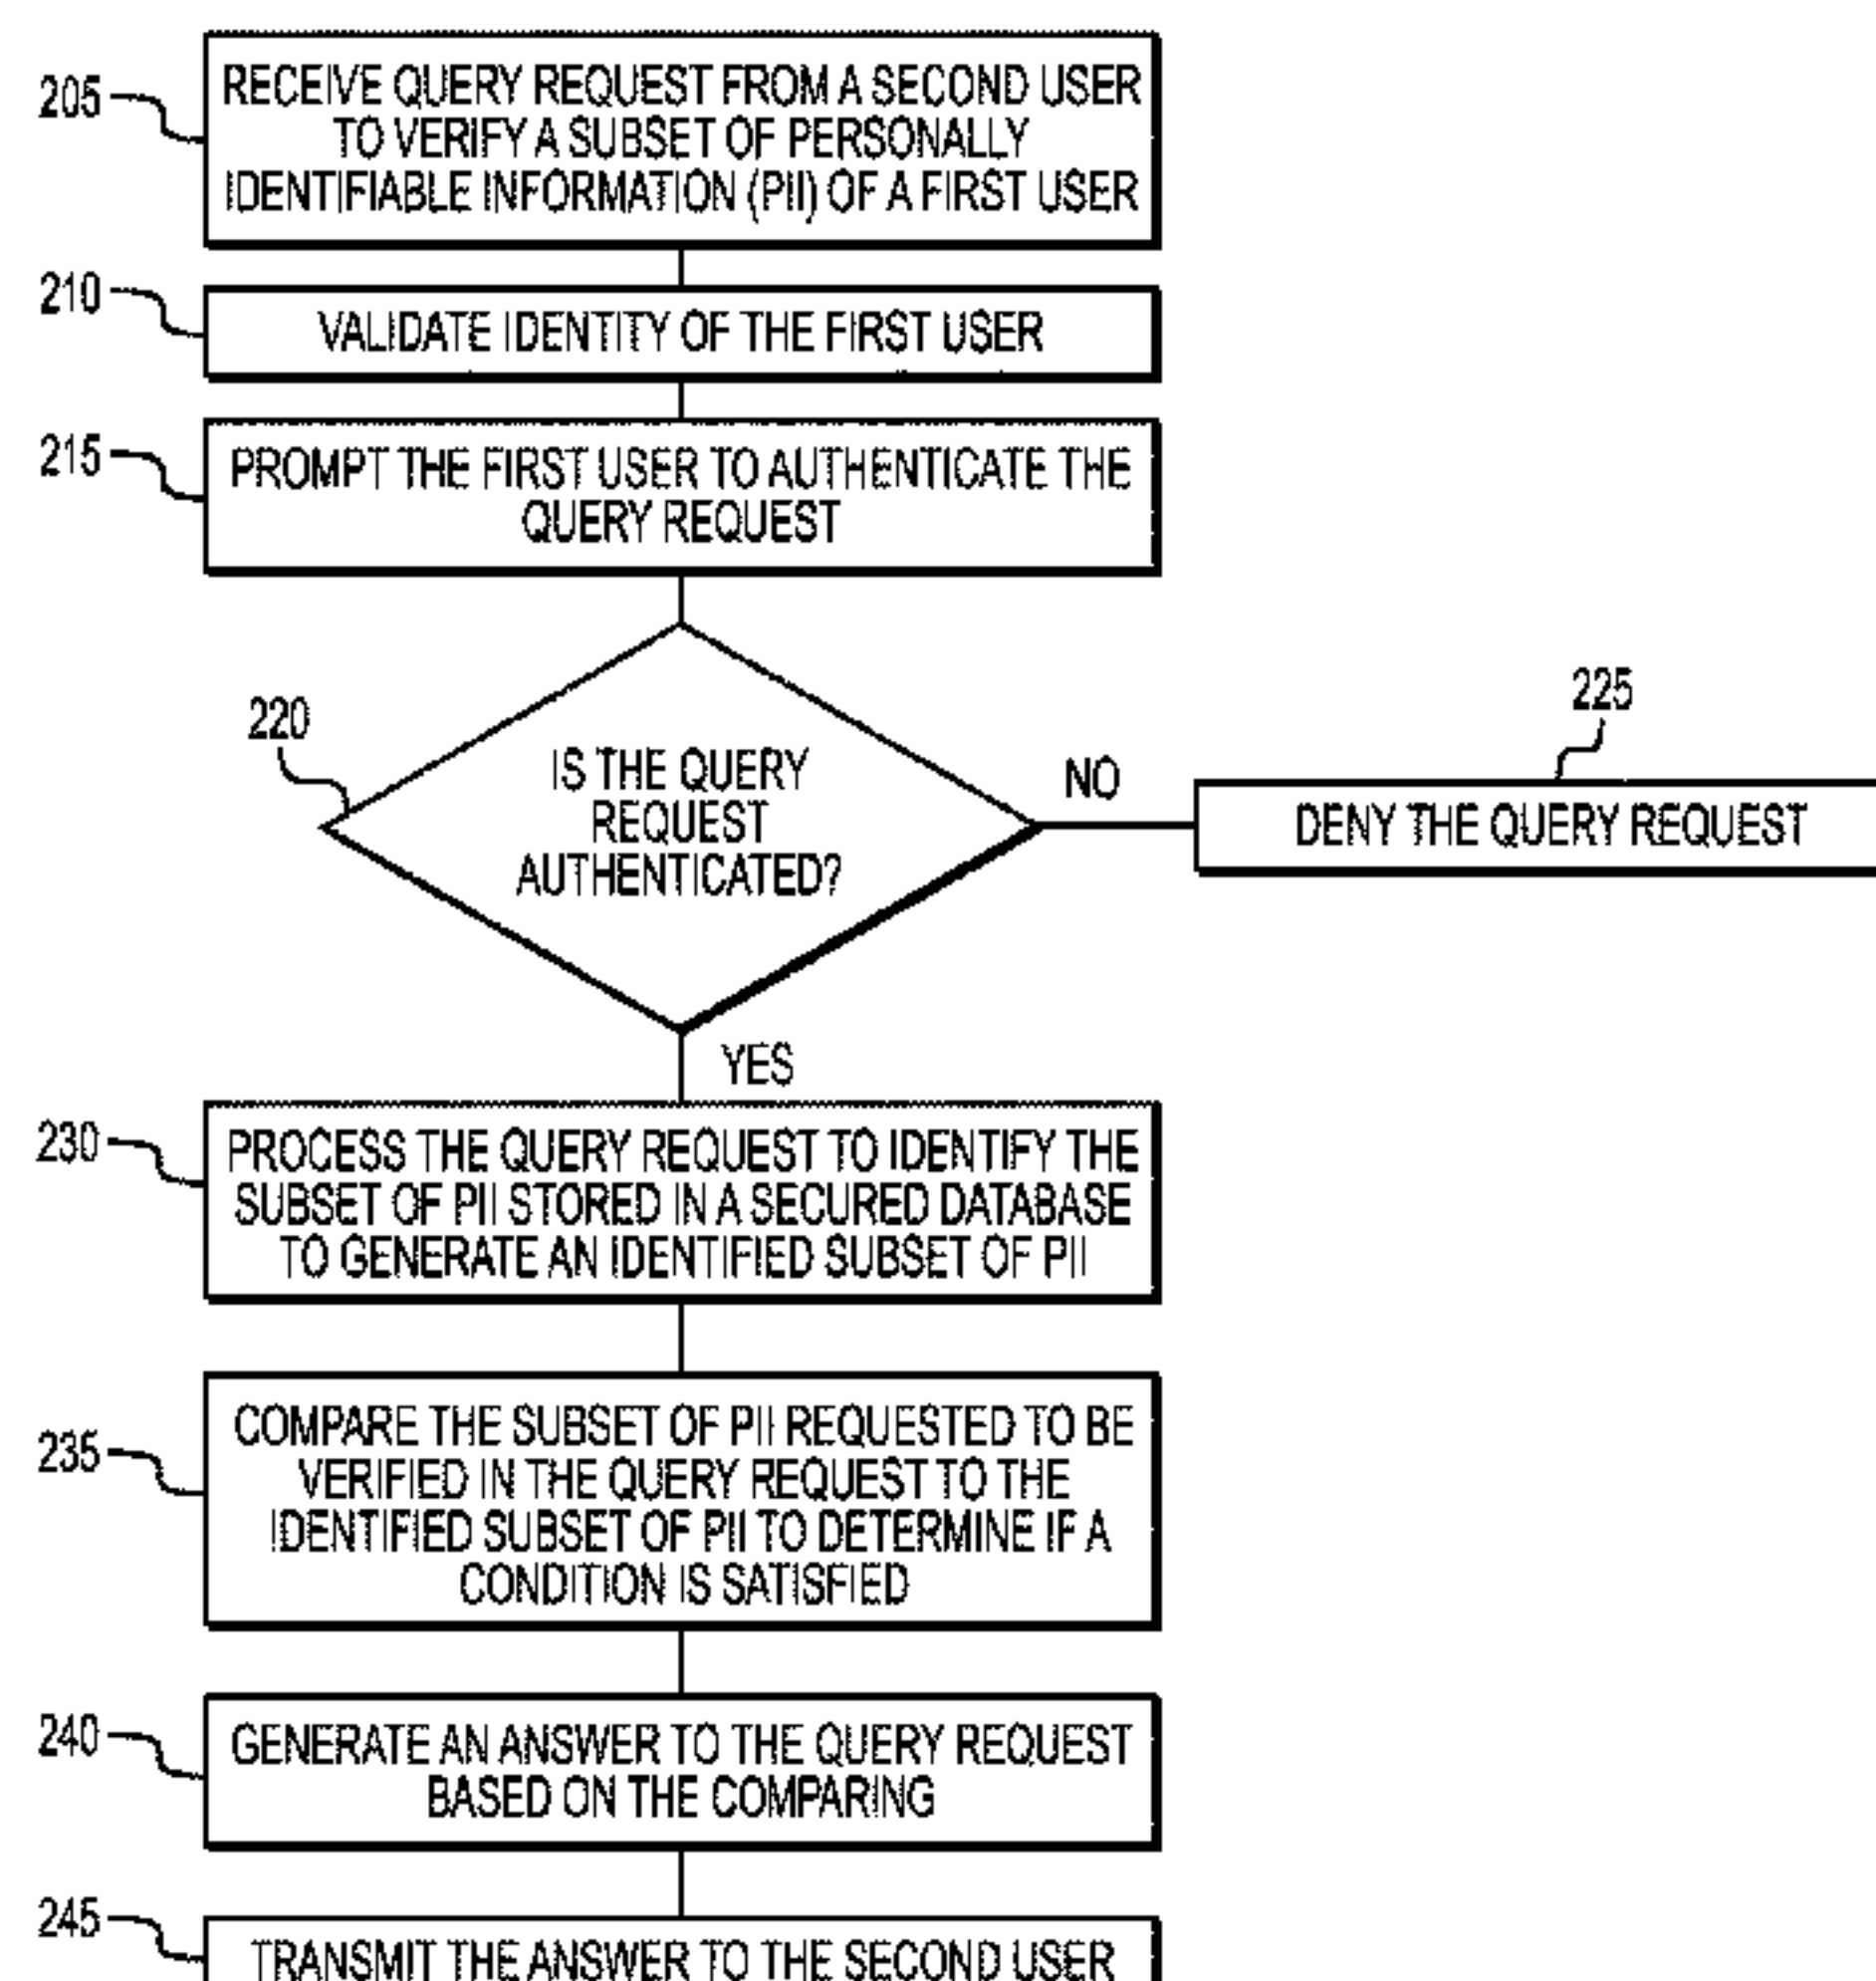 205
RECEIVE QUERY REQUEST FROM A SECOND USER
TO VERIFY A SUBSET OF PERSONALLY
IDENTIFIABLE INFORMATION (PII) OF A FIRST USER
210
VALIDATE IDENTITY OF THE FIRST USER
215
PROMPT THE FIRST USER TO AUTHENTICATE THE
QUERY REQUEST
220
IS THE QUERY
REQUEST
AUTHENTICATED?
NO
225
DENY THE QUERY REQUEST
YES
230
PROCESS THE QUERY REQUEST TO IDENTIFY THE
SUBSET OF PII STORED IN A SECURED DATABASE
TO GENERATE AN IDENTIFIED SUBSET OF PII
235
COMPARE THE SUBSET OF PII REQUESTED TO BE
VERIFIED IN THE QUERY REQUEST TO THE
IDENTIFIED SUBSET OF PII TO DETERMINE IF A
CONDITION IS SATISFIED
240
GENERATE AN ANSWER TO THE QUERY REQUEST
BASED ON THE COMPARING
245
TRANSMIT THE ANSWER TO THE SECOND USER